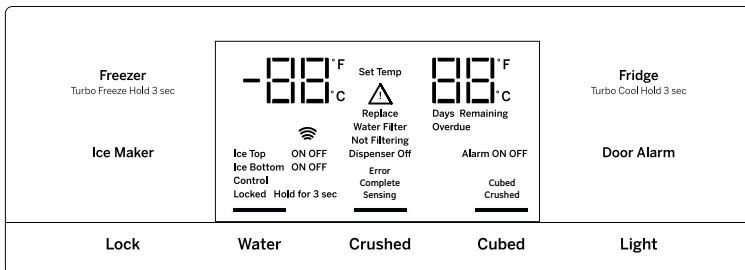 Freezer
Turbo Freeze Hold 3 sec
Ice Maker
-88 °F
°C
Set Temp
88 °F
°C
Replace
Water Filter
Not Filtering
Dispenser Off
Days Remaining
Overdue
Ice Top ON OFF
Ice Bottom ON OFF
Control
Locked Hold for 3 sec
Error
Complete
Sensing
Alarm ON OFF
Cubed
Crushed
Fridge
Turbo Cool Hold 3 sec
Door Alarm
Lock
Water
Crushed
Cubed
Light